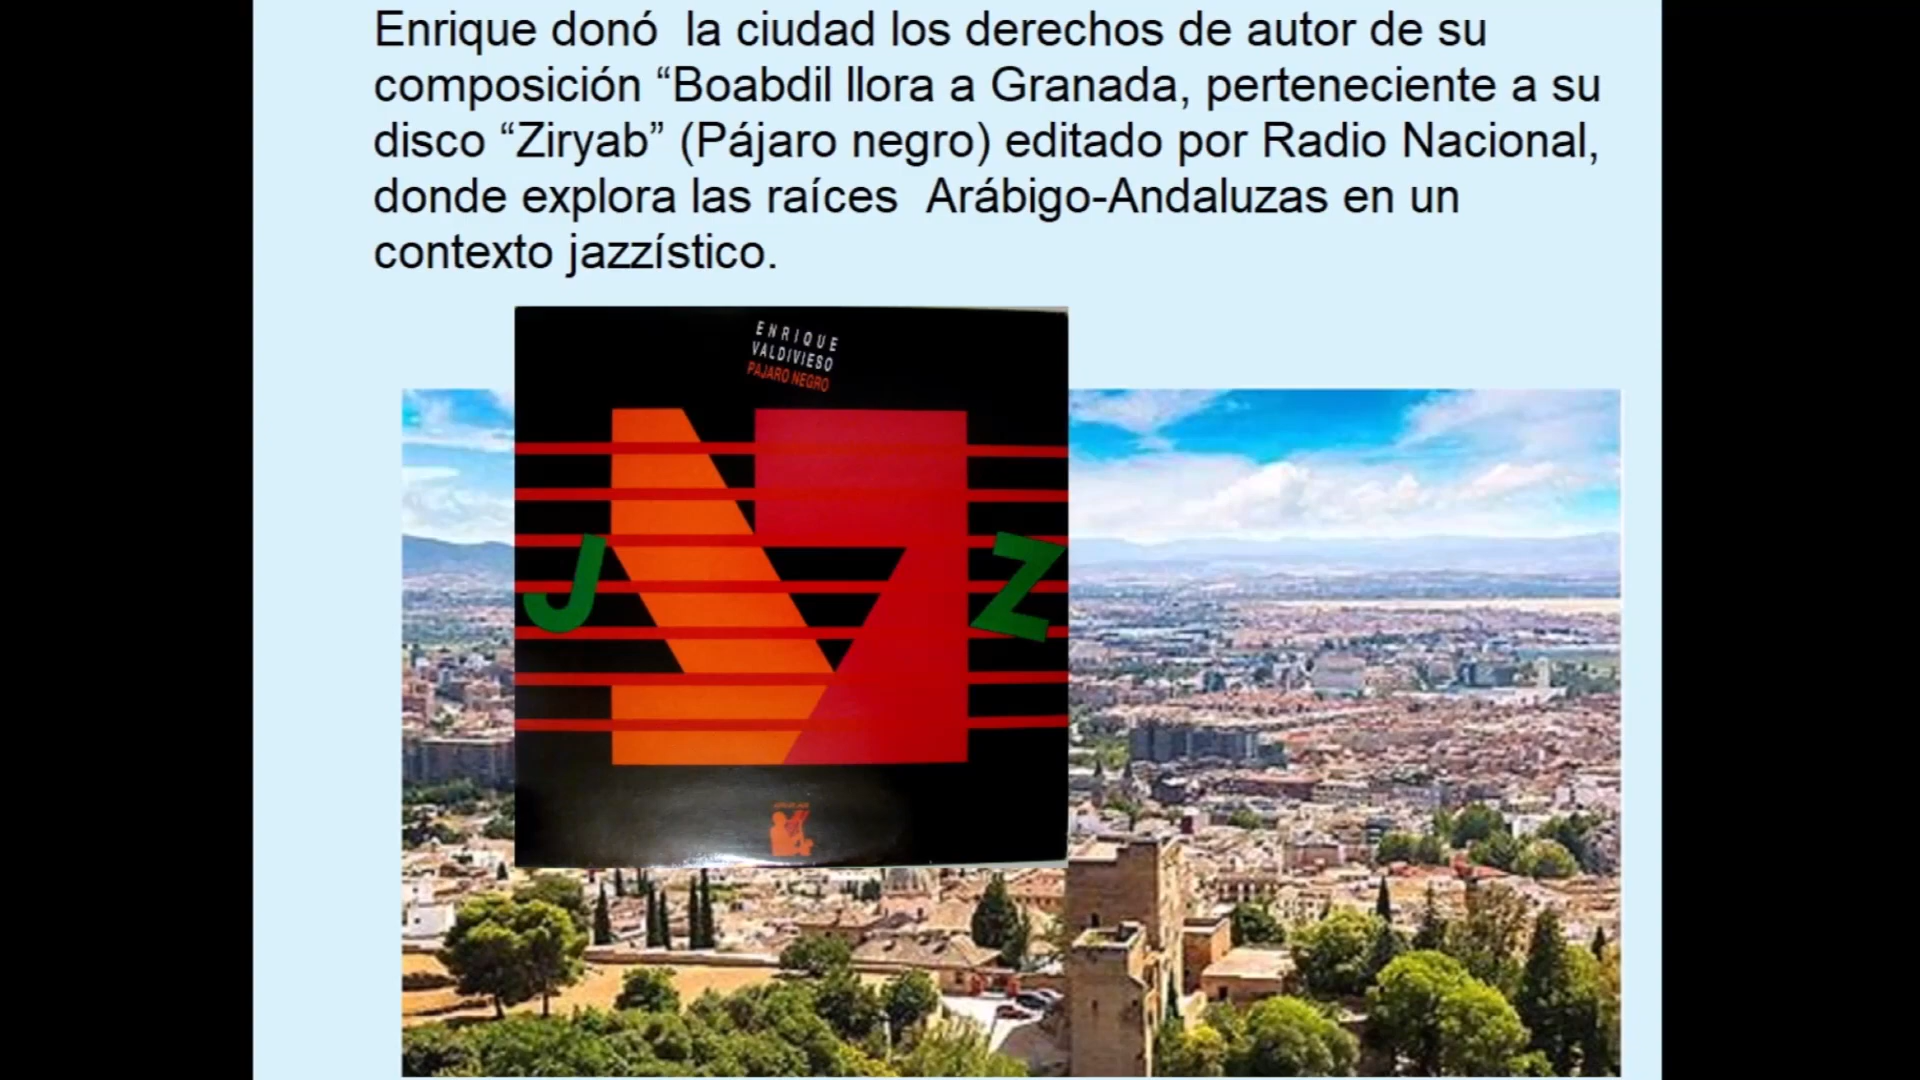 Enrique donó  la ciudad los derechos de autor de su
composición “Boabdil llora a Granada, perteneciente a su
disco “Ziryab” (Pájaro negro) editado por Radio Nacional,
donde explora las raíces  Arábigo-Andaluzas en un
contexto jazzístico.
ENRIQUE
VALDIVIESO
PAJARO NEGRO
J Z